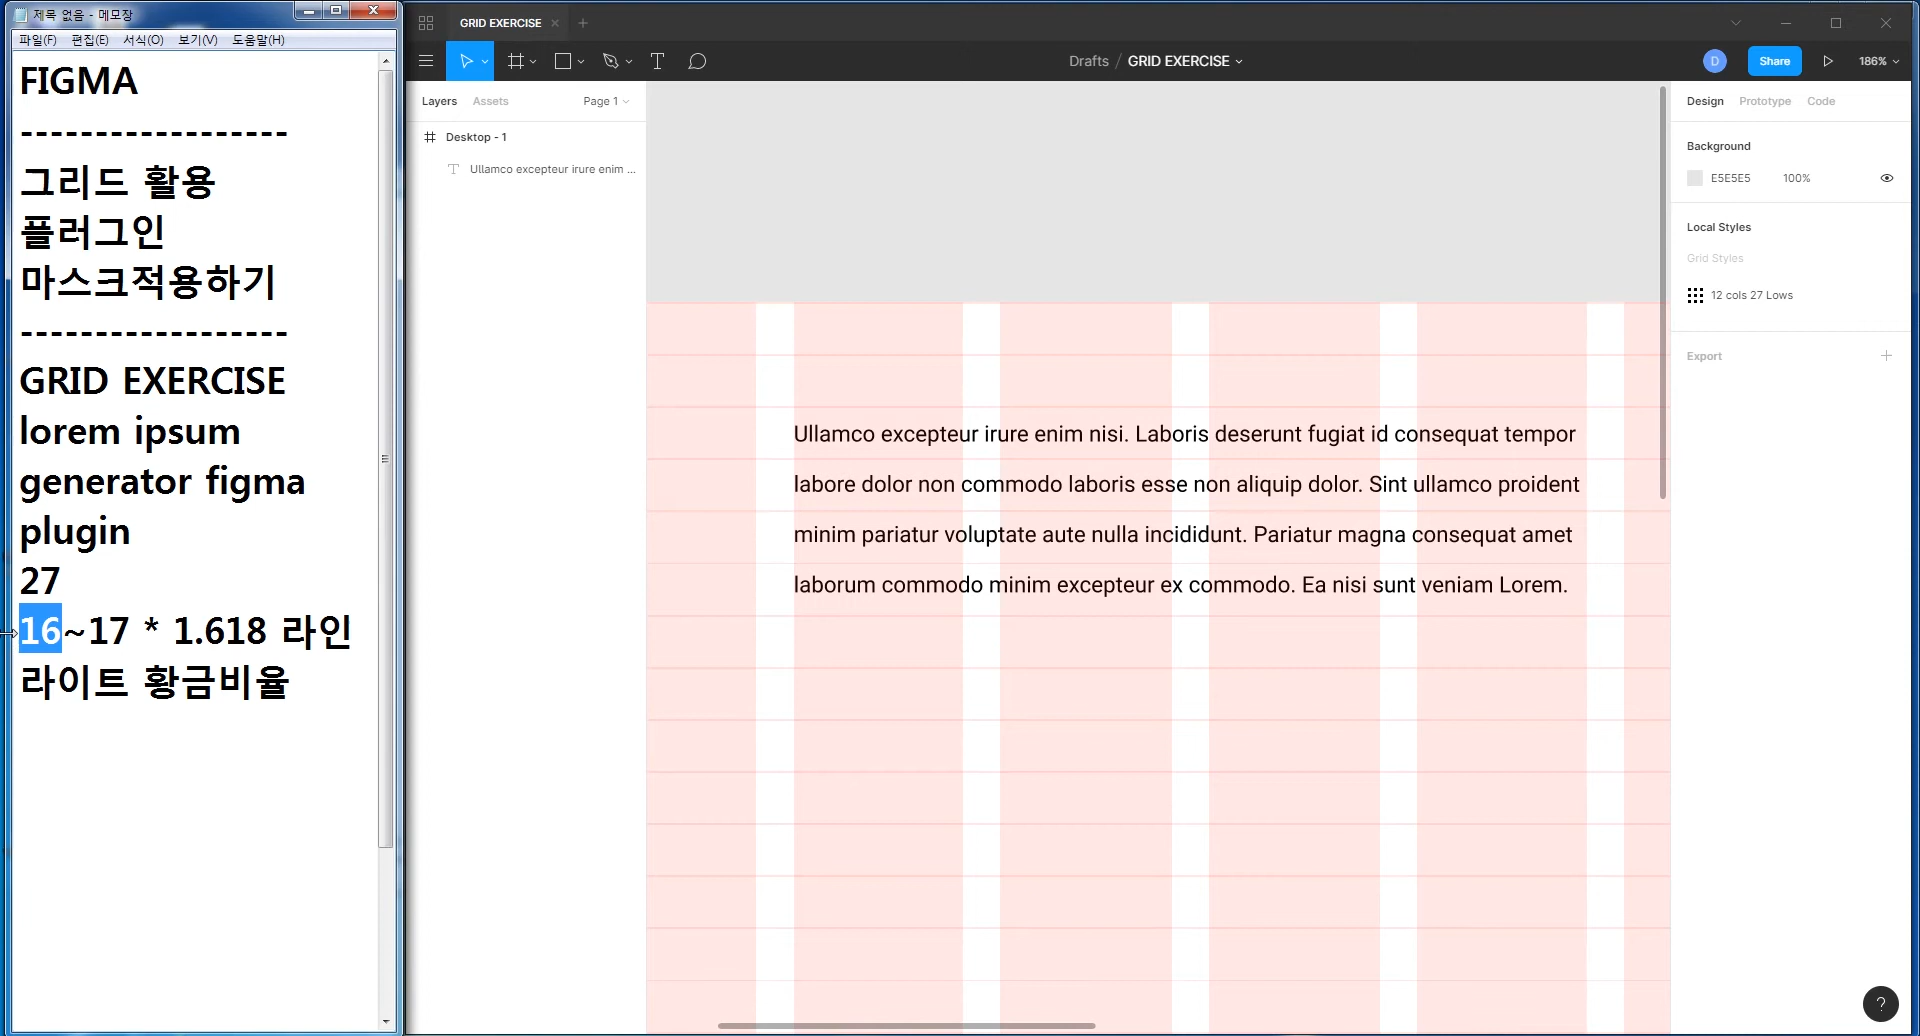 제목 없음 - 메모장
파일(F) 편집(E) 서식(O) 보기(V) 도움말(H)
FIGMA
------------------
그리드 활용
플러그인
마스크적용하기
------------------
GRID EXERCISE
lorem ipsum
generator figma
plugin
27
16~17 * 1.618 라인
라이트 황금비율
GRID EXERCISE
Drafts / GRID EXERCISE
D
Share
186%
Layers Assets Page 1
Desktop - 1
Ullamco excepteur irure enim ...
Ullamco excepteur irure enim nisi. Laboris deserunt fugiat id consequat tempor
labore dolor non commodo laboris esse non aliquip dolor. Sint ullamco proident
minim pariatur voluptate aute nulla incididunt. Pariatur magna consequat amet
laborum commodo minim excepteur ex commodo. Ea nisi sunt veniam Lorem.
Design Prototype Code
Background
E5E5E5 100%
Local Styles
Grid Styles
12 cols 27 Lows
Export
?